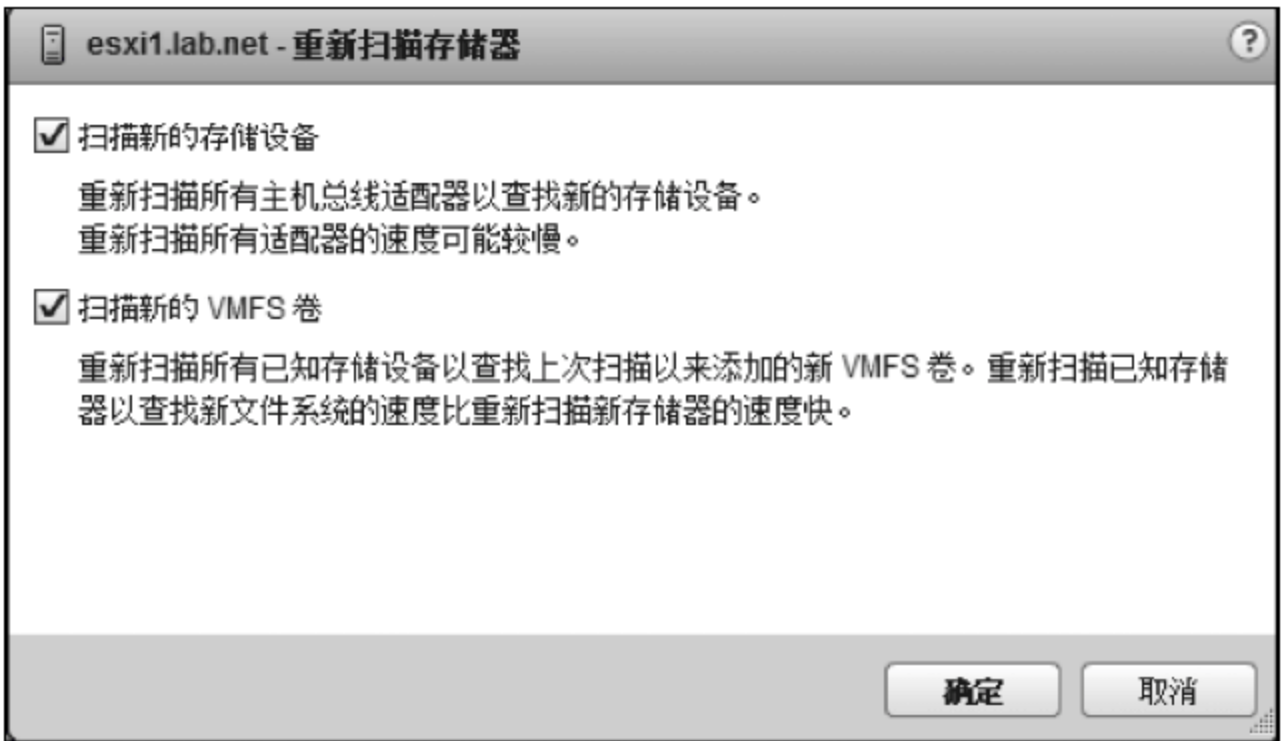 esxi1.lab.net - 重新扫描存储器
?
扫描新的存储设备
重新扫描所有主机总线适配器以查找新的存储设备。
重新扫描所有适配器的速度可能较慢。
扫描新的 VMFS 卷
重新扫描所有已知存储设备以查找上次扫描以来添加的新 VMFS 卷。重新扫描已知存储
器以查找新文件系统的速度比重新扫描新存储器的速度快。
确定
取消